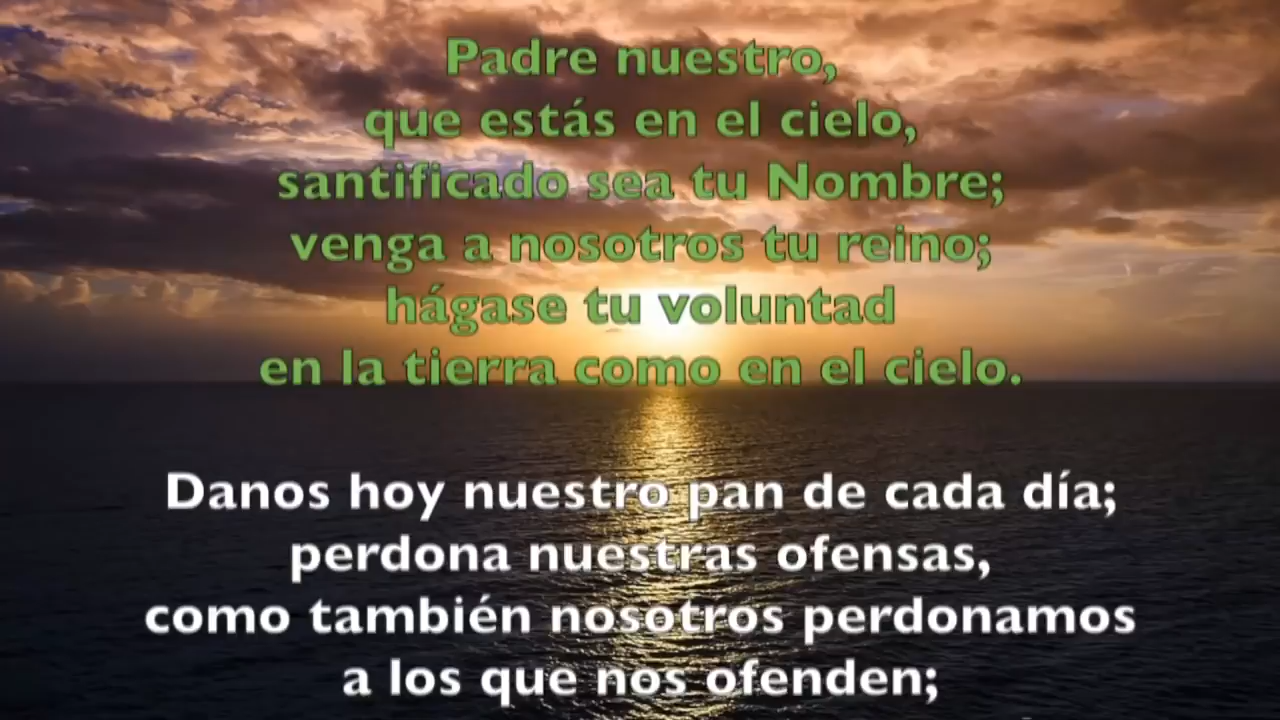 Padre nuestro,
que estás en el cielo,
santificado sea tu Nombre;
venga a nosotros tu reino;
hágase tu voluntad
en la tierra como en el cielo.
Danos hoy nuestro pan de cada día;
perdona nuestras ofensas,
como también nosotros perdonamos
a los que nos ofenden;